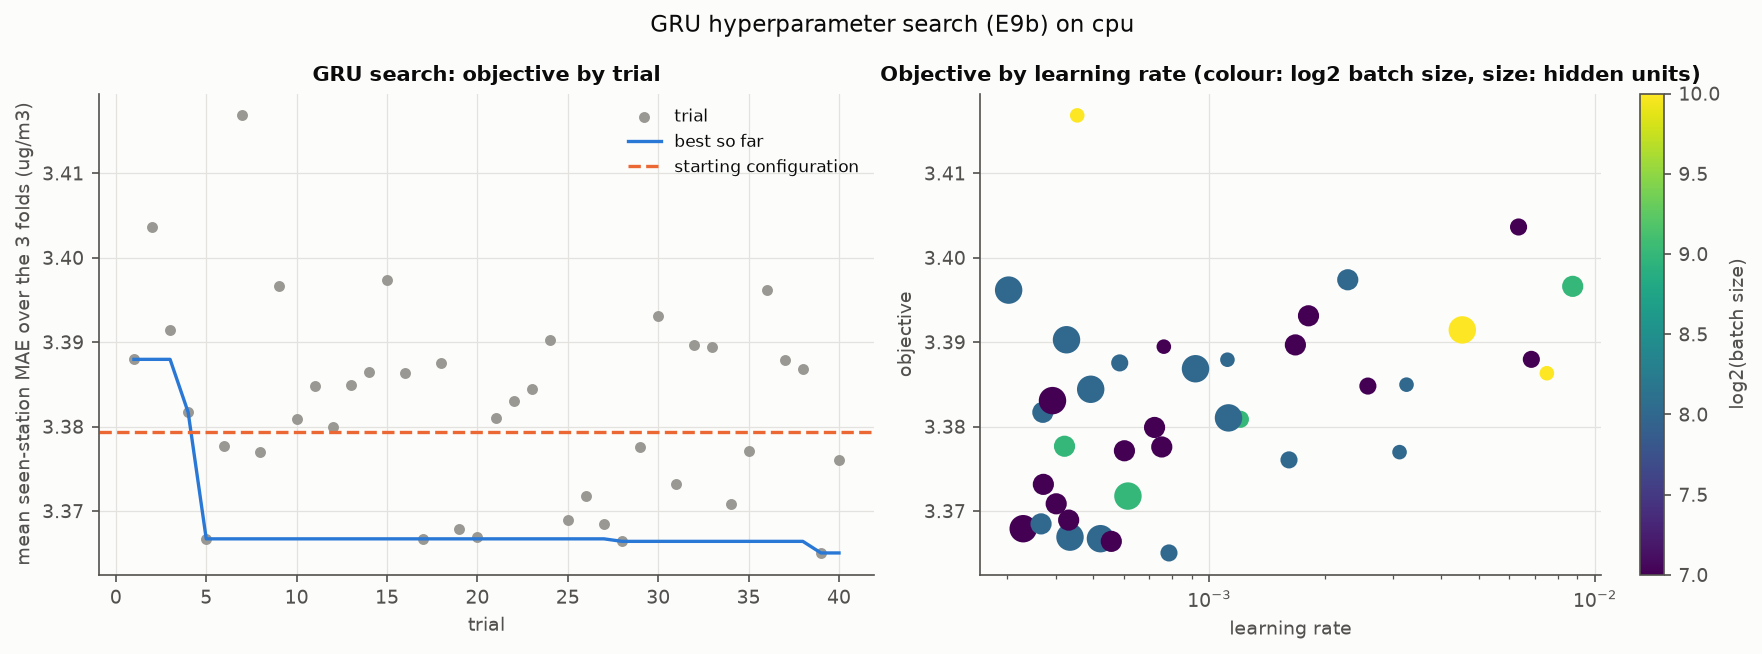 GRU hyperparameter search (E9b) on cpu
GRU search: objective by trial
mean seen-station MAE over the 3 folds (ug/m3)
3.41
3.40
3.39
3.38
3.37
trial
best so far
starting configuration
0 5 10 15 20 25 30 35 40
trial
Objective by learning rate (colour: log2 batch size, size: hidden units)
objective
3.41
3.40
3.39
3.38
3.37
10⁻³ 10⁻²
learning rate
10.0
9.5
9.0
8.5
8.0
7.5
7.0
log2(batch size)